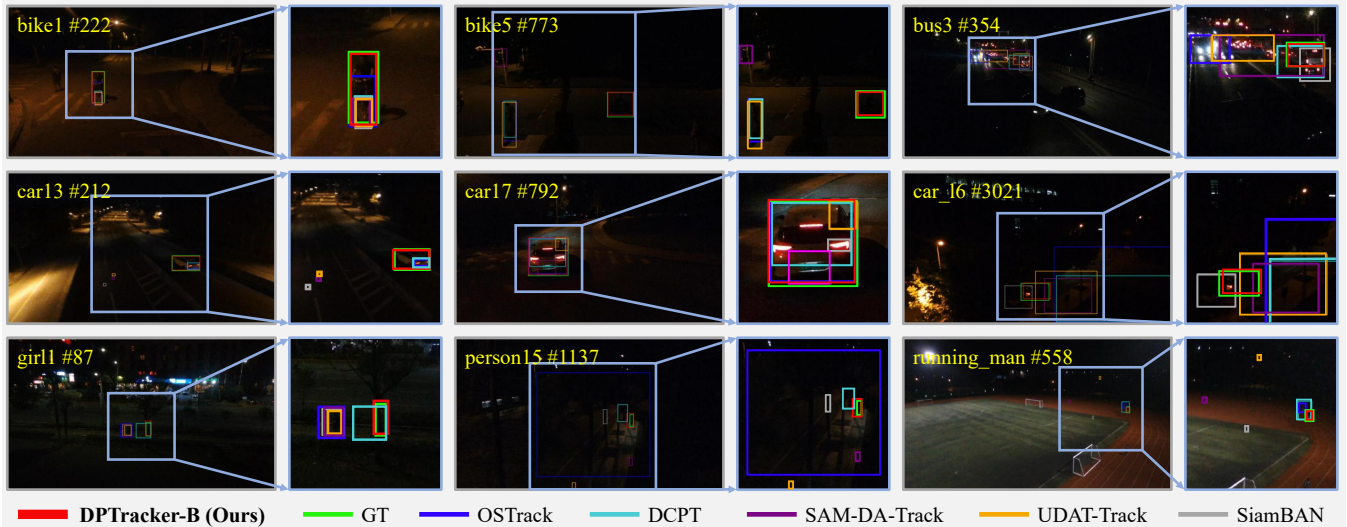 bike1 #222
bike5 #773
bus3 #354
car13 #212
car17 #792
car_l6 #3021
girl1 #87
person15 #1137
running_man #558
DPTracker-B (Ours) GT OSTrack DCPT SAM-DA-Track UDAT-Track SiamBAN